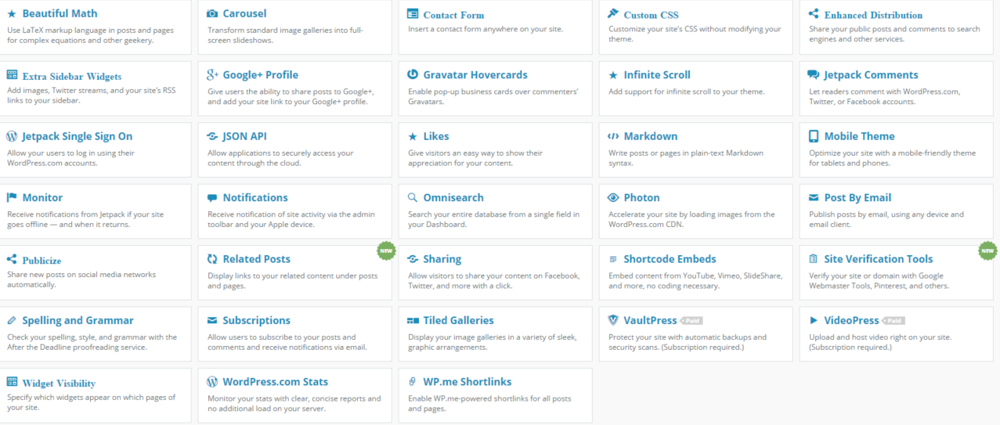 Beautiful Math
Use LaTeX markup language in posts and pages
for complex equations and other geekery.
Carousel
Transform standard image galleries into full-
screen slideshows.
Contact Form
Insert a contact form anywhere on your site.
Custom CSS
Customize your site's CSS without modifying your
theme.
Enhanced Distribution
Share your public posts and comments to search
engines and other services.
Extra Sidebar Widgets
Add images, Twitter streams, and your site's RSS
links to your sidebar.
Google+ Profile
Give users the ability to share posts to Google+,
and add your site link to your Google+ profile.
Gravatar Hovercards
Enable pop-up business cards over commenters'
Gravatars.
Infinite Scroll
Add support for infinite scroll to your theme.
Jetpack Comments
Let readers comment with WordPress.com,
Twitter, or Facebook accounts.
Jetpack Single Sign On
Allow your users to log in using their
WordPress.com accounts.
JSON API
Allow applications to securely access your
content through the cloud.
Likes
Give visitors an easy way to show their
appreciation for your content.
Markdown
Write posts or pages in plain-text Markdown
syntax.
Mobile Theme
Optimize your site with a mobile-friendly theme
for tablets and phones.
Monitor
Receive notifications from Jetpack if your site
goes offline — and when it returns.
Notifications
Receive notification of site activity via the admin
toolbar and your Apple device.
Omnisearch
Search your entire database from a single field in
your Dashboard.
Photon
Accelerate your site by loading images from the
WordPress.com CDN.
Post By Email
Publish posts by email, using any device and
email client.
Publicize
Share new posts on social media networks
automatically.
NEW
Related Posts
Display links to your related content under posts
and pages.
Sharing
Allow visitors to share your content on Facebook,
Twitter, and more with a click.
Shortcode Embeds
Embed content from YouTube, Vimeo, SlideShare,
and more, no coding necessary.
NEW
Site Verification Tools
Verify your site or domain with Google
Webmaster Tools, Pinterest, and others.
Spelling and Grammar
Check your spelling, style, and grammar with the
After the Deadline proofreading service.
Subscriptions
Allow users to subscribe to your posts and
comments and receive notifications via email.
Tiled Galleries
Display your image galleries in a variety of sleek,
graphic arrangements.
VaultPress Paid
Protect your site with automatic backups and
security scans. (Subscription required.)
VideoPress Paid
Upload and host video right on your site.
(Subscription required.)
Widget Visibility
Specify which widgets appear on which pages of
your site.
WordPress.com Stats
Monitor your stats with clear, concise reports and
no additional load on your server.
WP.me Shortlinks
Enable WP.me-powered shortlinks for all posts
and pages.